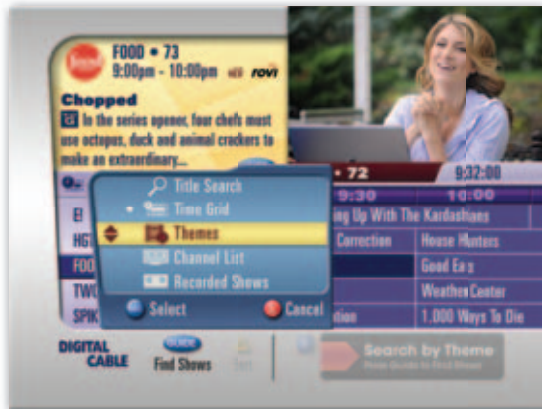 FOOD • 73
9:00pm - 10:00pm rovi
Chopped
In the series opener, four chefs must
use octopus, duck and animal crackers to
make an extraordinary...
• 72 9:32:00
9:30 10:00
Title Search
Time Grid
Themes
Channel List
Recorded Shows
Select Cancel
E! ing Up With The Kardashians
HGT Correction House Hunters
FOO Good Eats
TWC Weather Center
SPIK tion 1,000 Ways To Die
DIGITAL
CABLE
GUIDE
Find Shows
Search by Theme